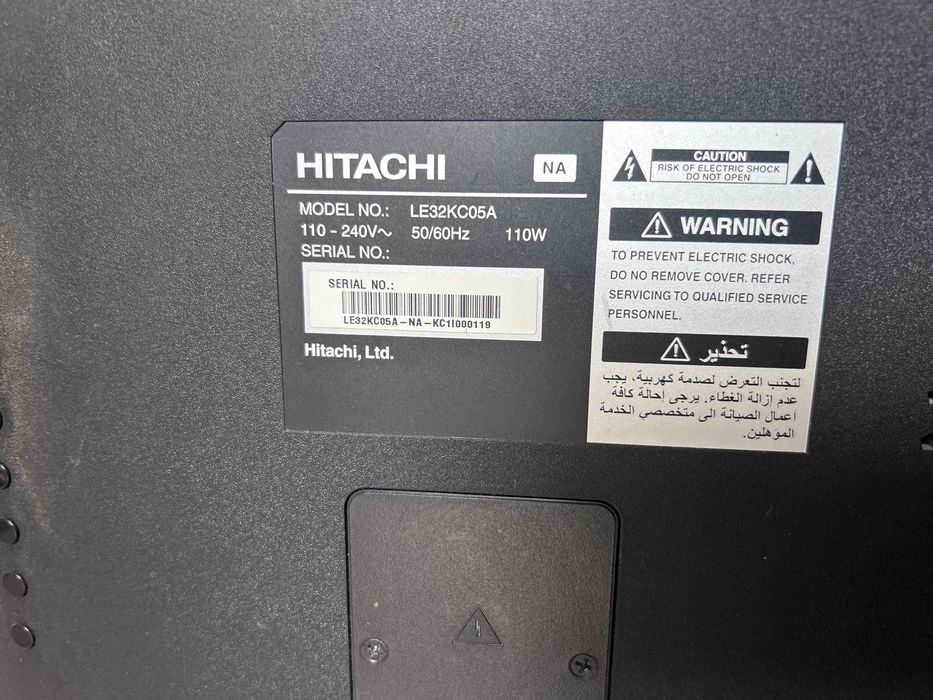 HITACHI
NA
MODEL NO.: LE32KC05A
110 - 240V~ 50/60Hz 110W
SERIAL NO.:
SERIAL NO.:
LE32KC05A-NA-KC1I000119
Hitachi, Ltd.
CAUTION
RISK OF ELECTRIC SHOCK
DO NOT OPEN
WARNING
TO PREVENT ELECTRIC SHOCK,
DO NO REMOVE COVER. REFER
SERVICING TO QUALIFIED SERVICE
PERSONNEL.
تحذير
لتجنب التعرض لصدمة كهربية، يجب
عدم ازالة الغطاء. يرجى إحالة كافة
اعمال الصيانة الى متخصصي الخدمة
المؤهلين.